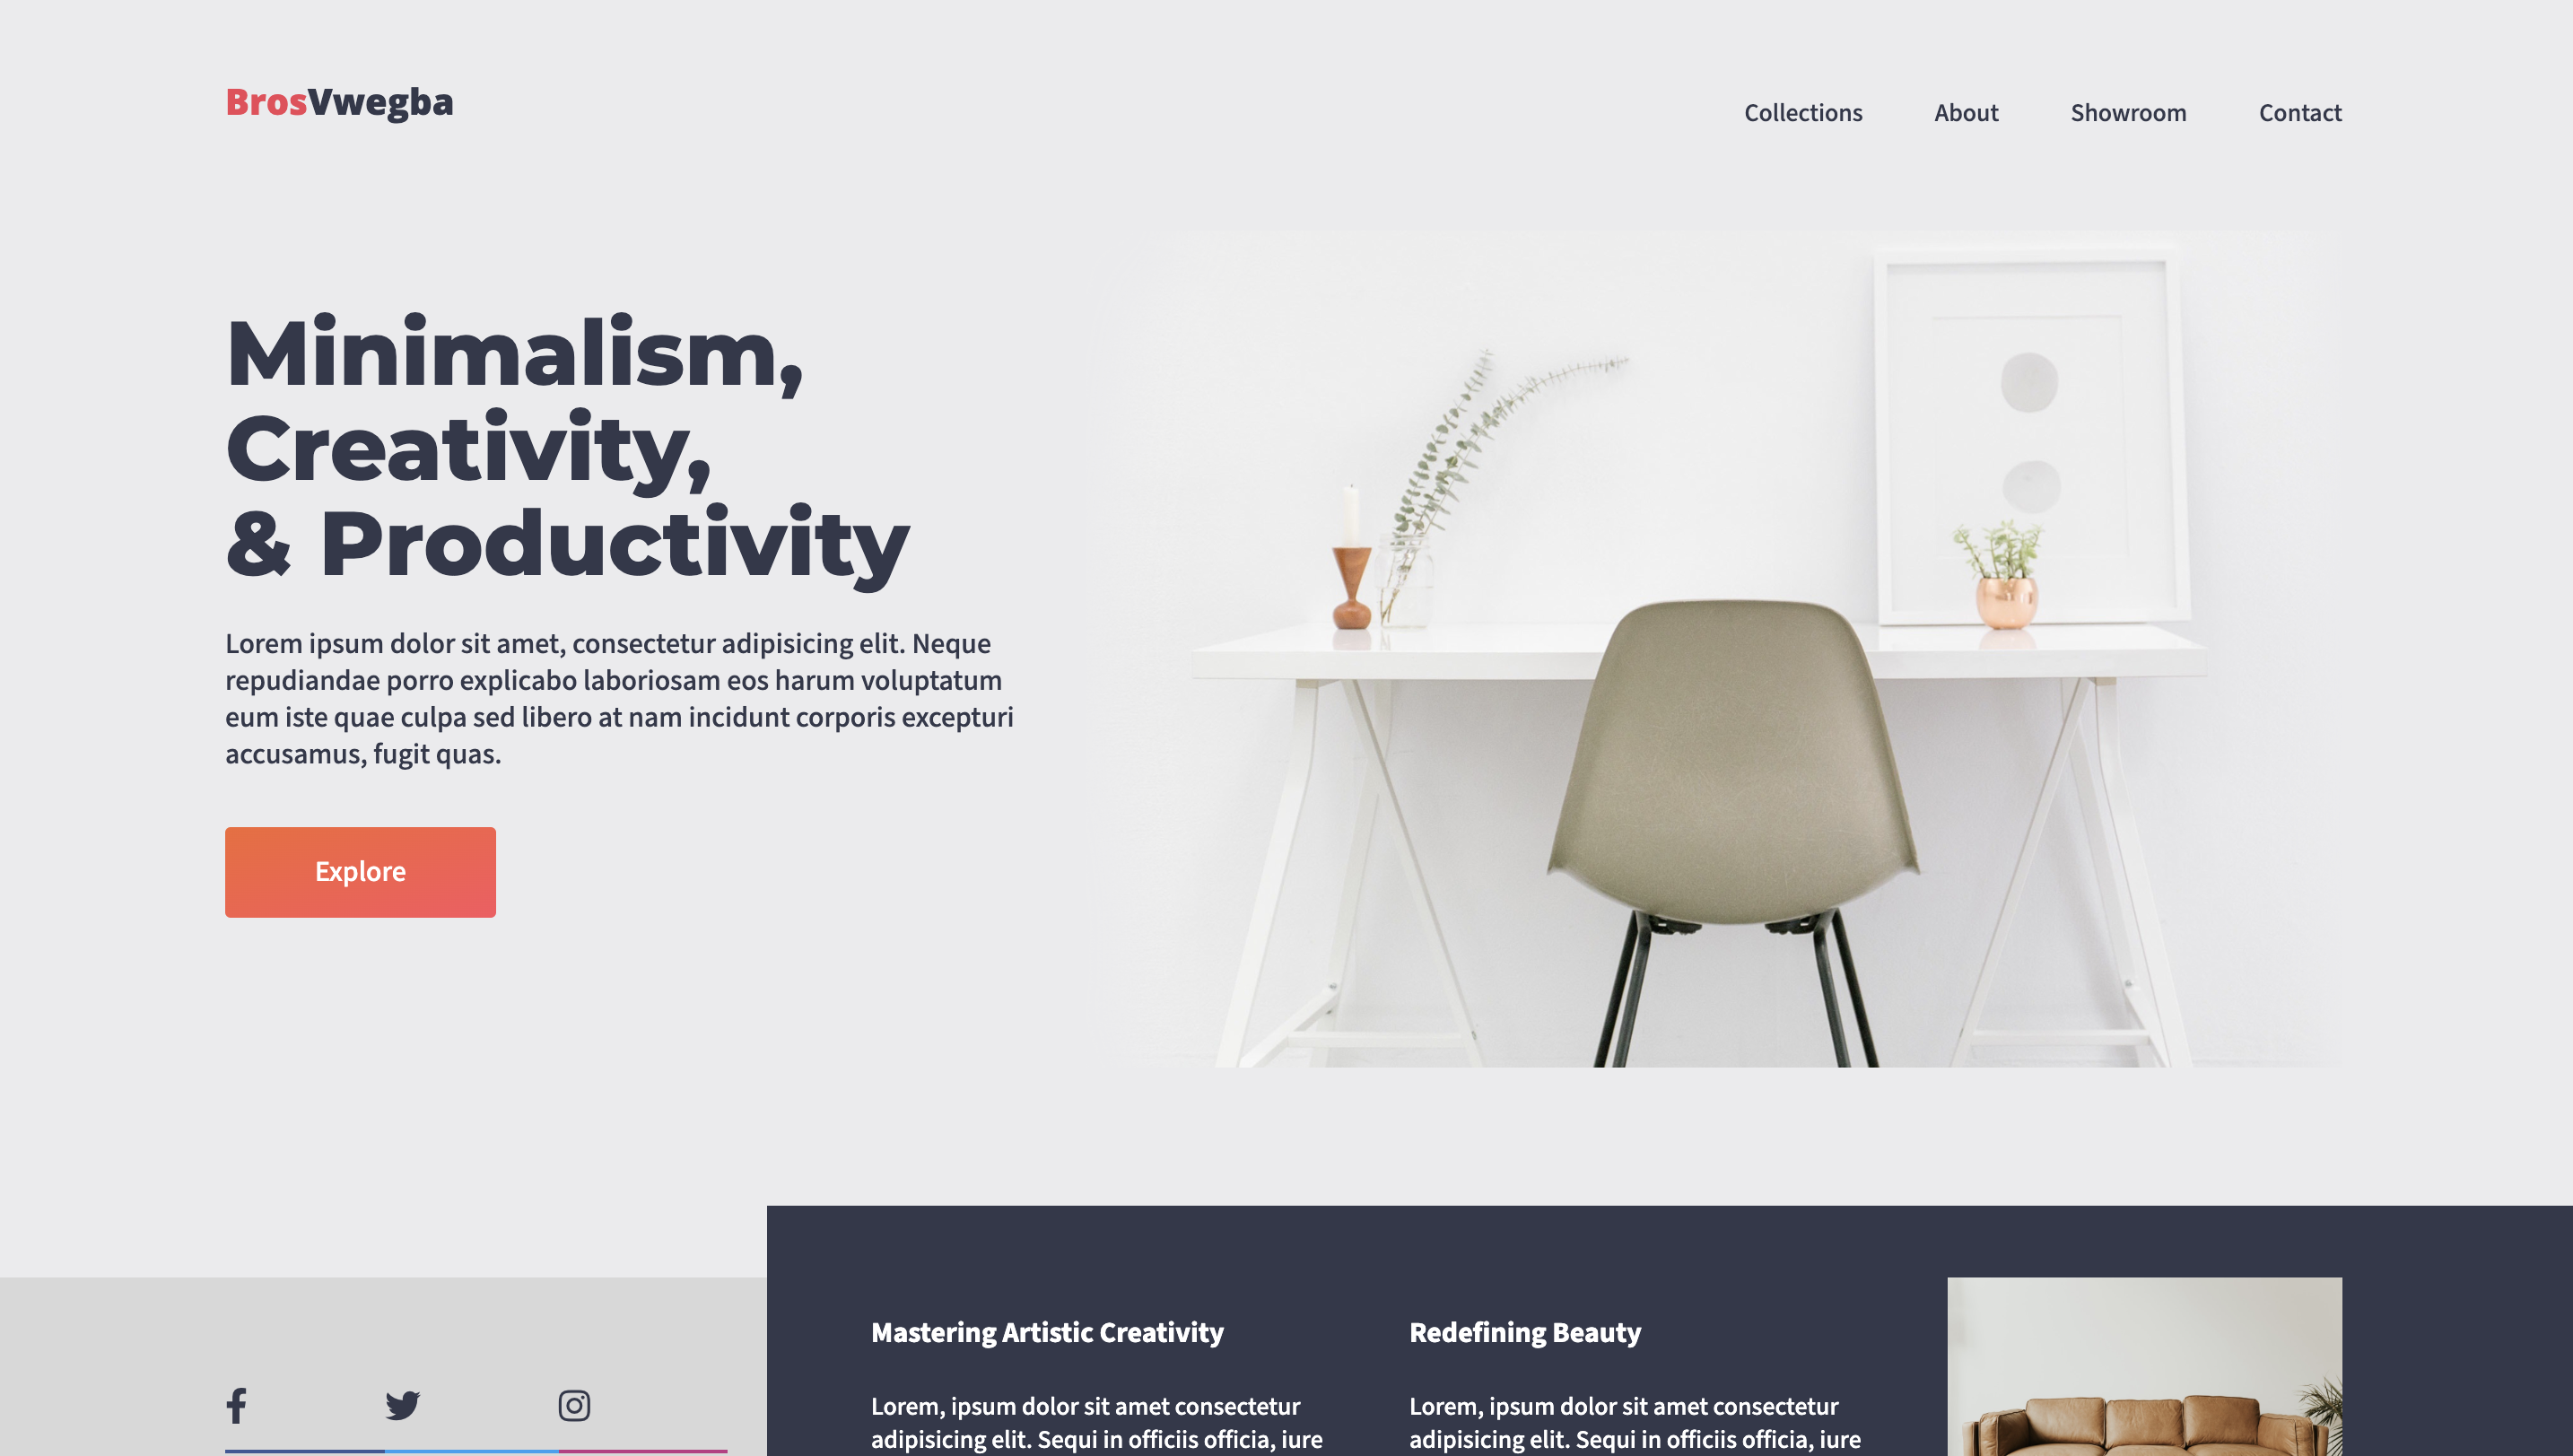 BrosVwegba
Collections
About
Showroom
Contact
Minimalism,
Creativity,
& Productivity
Lorem ipsum dolor sit amet, consectetur adipisicing elit. Neque
repudiandae porro explicabo laboriosam eos harum voluptatum
eum iste quae culpa sed libero at nam incidunt corporis excepturi
accusamus, fugit quas.
Explore
Mastering Artistic Creativity
Lorem, ipsum dolor sit amet consectetur
adipisicing elit. Sequi in officiis officia, iure
Redefining Beauty
Lorem, ipsum dolor sit amet consectetur
adipisicing elit. Sequi in officiis officia, iure